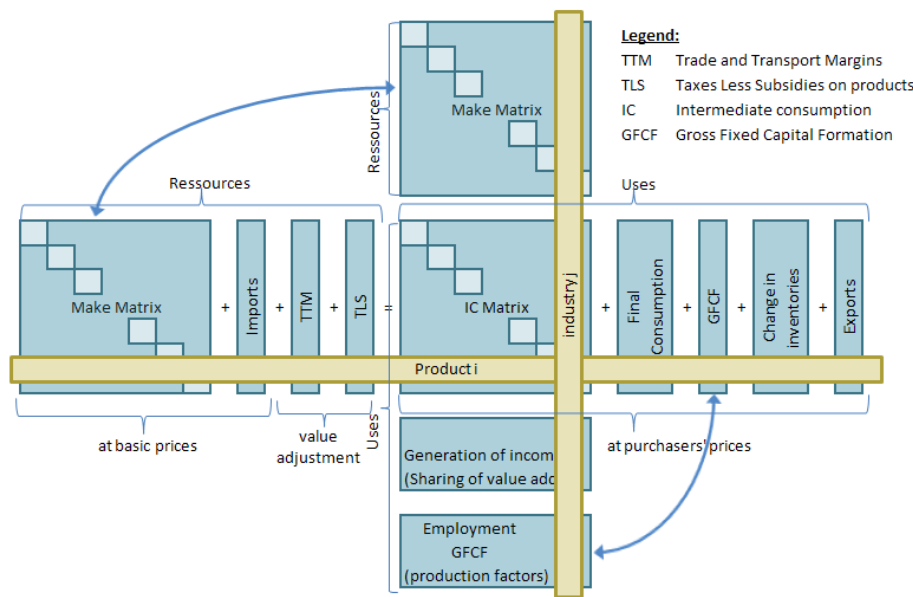 Legend:
TTM Trade and Transport Margins
TLS Taxes Less Subsidies on products
IC Intermediate consumption
GFCF Gross Fixed Capital Formation
Ressources
Make Matrix
Ressources
Uses
Make Matrix
+
Imports
+
TTM
+
TLS
=
IC Matrix
industry j
+
Final
Consumption
+
GFCF
+
Change in
inventories
+
Exports
Product i
at basic prices
value
adjustment
Uses
at purchasers' prices
Generation of incom
(Sharing of value add
Employment
GFCF
(production factors)